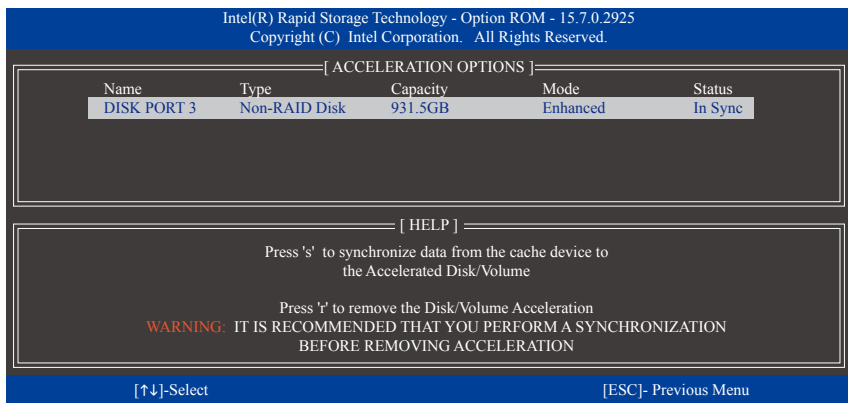 Intel(R) Rapid Storage Technology - Option ROM - 15.7.0.2925
Copyright (C) Intel Corporation. All Rights Reserved.
[ ACCELERATION OPTIONS ]
Name Type Capacity Mode Status
DISK PORT 3 Non-RAID Disk 931.5GB Enhanced In Sync
[ HELP ]
Press 's' to synchronize data from the cache device to
the Accelerated Disk/Volume
Press 'r' to remove the Disk/Volume Acceleration
WARNING: IT IS RECOMMENDED THAT YOU PERFORM A SYNCHRONIZATION
BEFORE REMOVING ACCELERATION
[↑↓]-Select [ESC]- Previous Menu